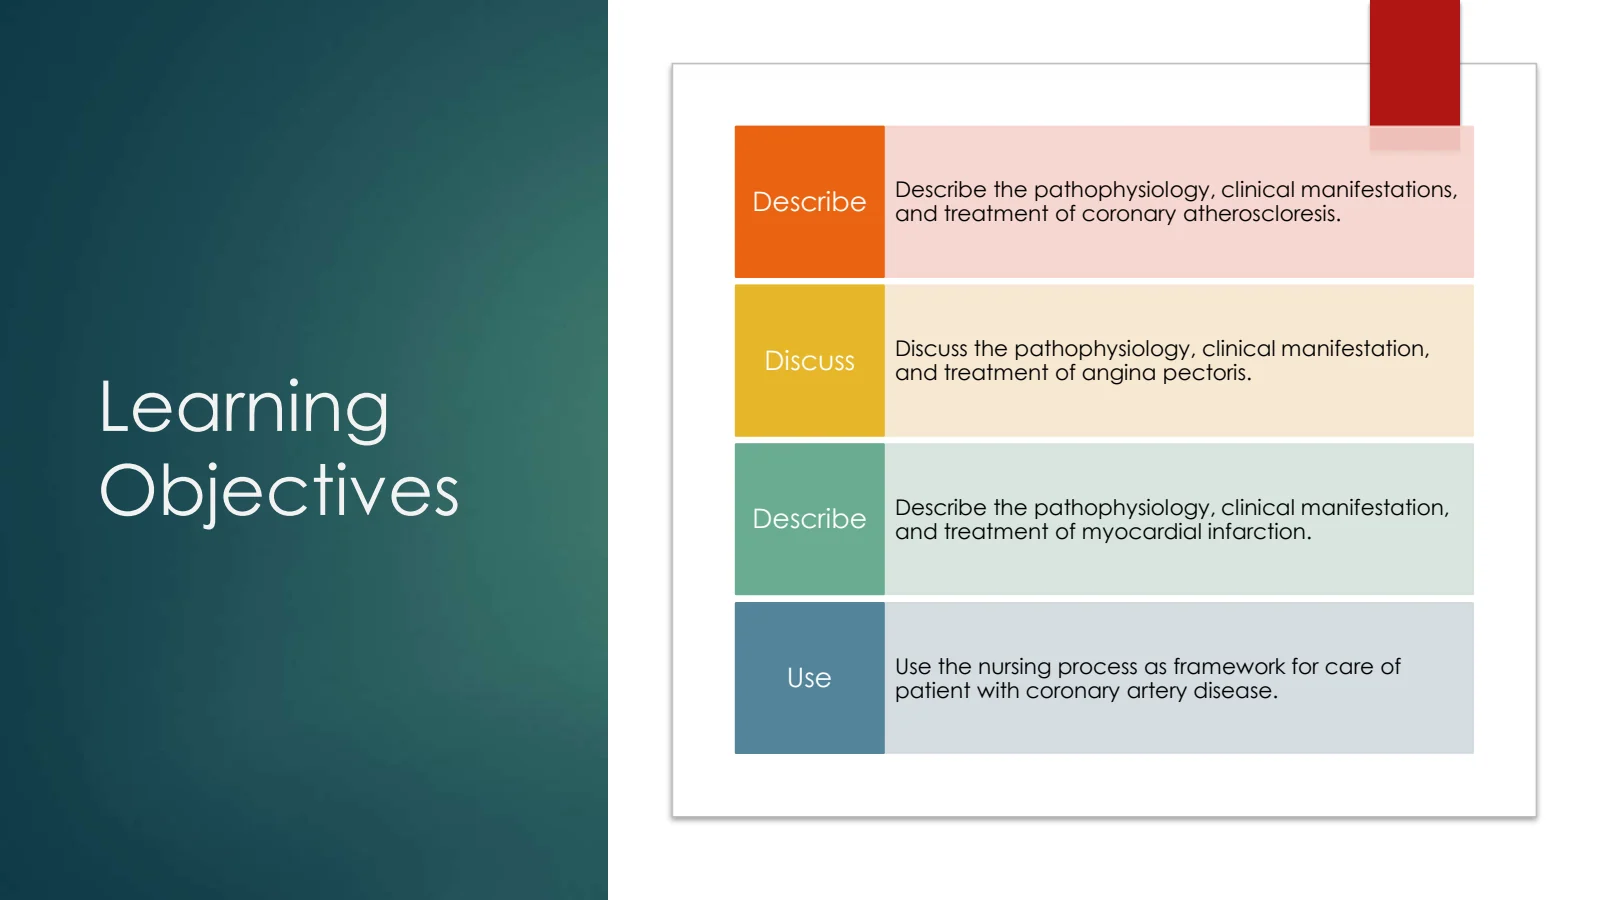 Learning
Objectives
Describe
Describe the pathophysiology, clinical manifestations,
and treatment of coronary atheroscloresis.
Discuss
Discuss the pathophysiology, clinical manifestation,
and treatment of angina pectoris.
Describe
Describe the pathophysiology, clinical manifestation,
and treatment of myocardial infarction.
Use
Use the nursing process as framework for care of
patient with coronary artery disease.